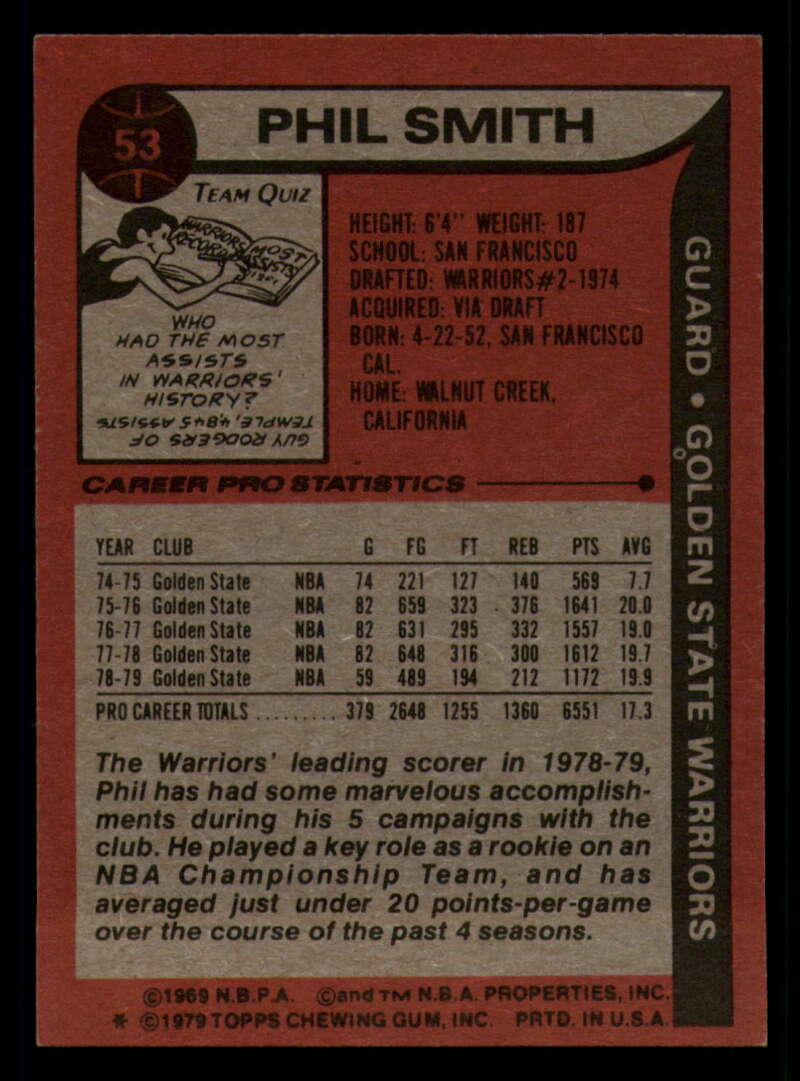 53
PHIL SMITH
TEAM QUIZ
WARRIORS RECORDS
MOST ASSISTS
WHO
HAD THE MOST
ASSISTS
IN WARRIORS'
HISTORY?
GUY RODGERS OF
TEMPLE, 4,845 ASSISTS
HEIGHT: 6'4" WEIGHT: 187
SCHOOL: SAN FRANCISCO
DRAFTED: WARRIORS#2-1974
ACQUIRED: VIA DRAFT
BORN: 4-22-52, SAN FRANCISCO
CAL.
HOME: WALNUT CREEK,
CALIFORNIA
GUARD • GOLDEN STATE WARRIORS
CAREER PRO STATISTICS
YEAR CLUB G FG FT REB PTS AVG
74-75 Golden State NBA 74 221 127 140 569 7.7
75-76 Golden State NBA 82 659 323 376 1641 20.0
76-77 Golden State NBA 82 631 295 332 1557 19.0
77-78 Golden State NBA 82 648 316 300 1612 19.7
78-79 Golden State NBA 59 489 194 212 1172 19.9
PRO CAREER TOTALS ......... 379 2648 1255 1360 6551 17.3
The Warriors' leading scorer in 1978-79,
Phil has had some marvelous accomplish-
ments during his 5 campaigns with the
club. He played a key role as a rookie on an
NBA Championship Team, and has
averaged just under 20 points-per-game
over the course of the past 4 seasons.
©1969 N.B.P.A. ©and TM N.B.A. PROPERTIES, INC.
* ©1979 TOPPS CHEWING GUM, INC. PRTD. IN U.S.A.